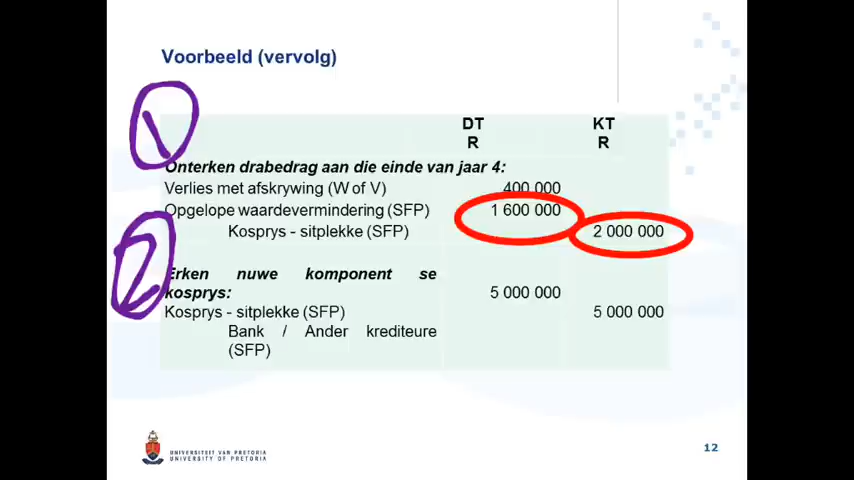 Voorbeeld (vervolg)
1
DT KT
R R
Onterken drabedrag aan die einde van jaar 4:
Verlies met afskrywing (W of V) 400 000
Opgelope waardevermindering (SFP) 1 600 000
Kosprys - sitplekke (SFP) 2 000 000
2
Erken nuwe komponent se
kosprys: 5 000 000
Kosprys - sitplekke (SFP) 5 000 000
Bank / Ander krediteure
(SFP)
UNIVERSITEIT VAN PRETORIA
UNIVERSITY OF PRETORIA
12